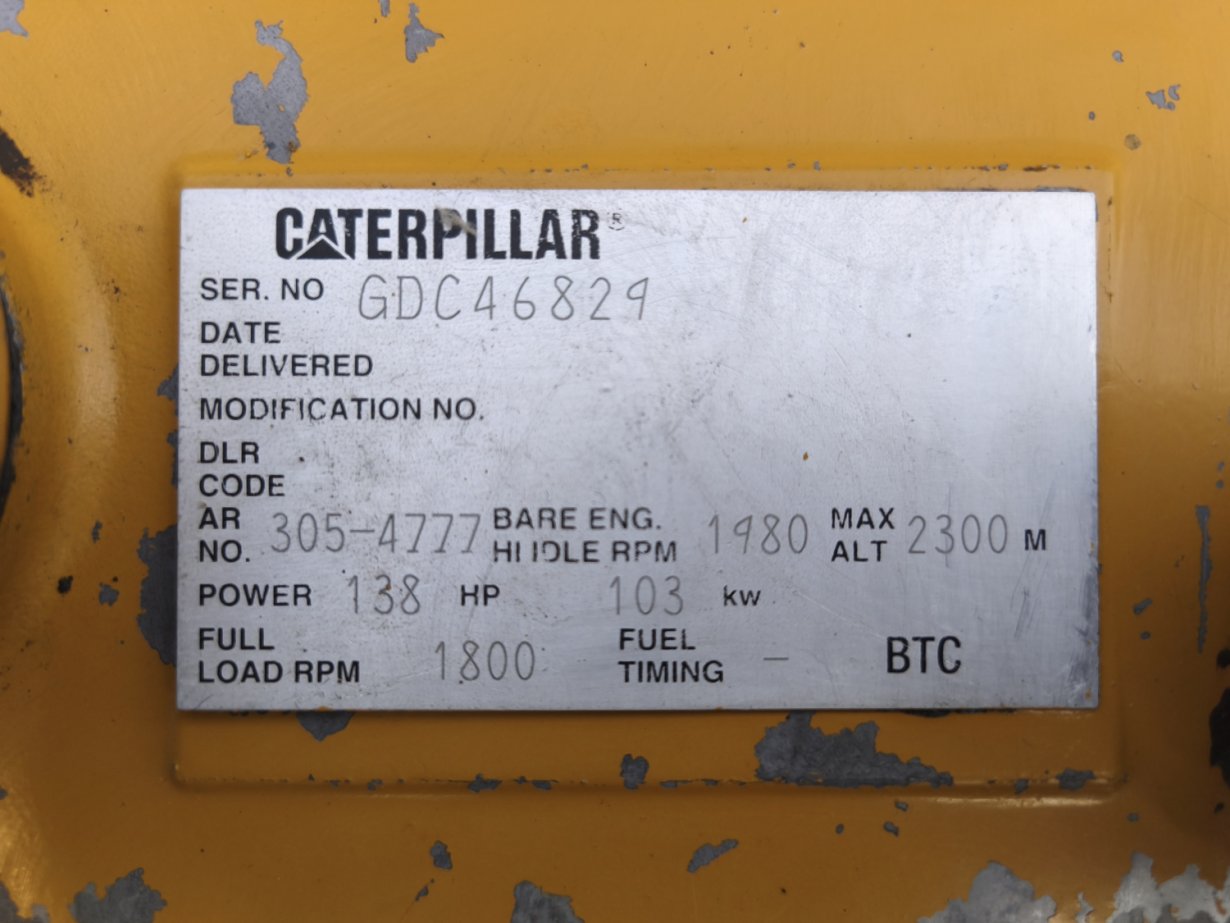 CATERPILLAR®
SER. NO GDC46829
DATE
DELIVERED
MODIFICATION NO.
DLR
CODE
AR
NO. 305-4777 BARE ENG.
HI IDLE RPM 1980 MAX
ALT 2300 M
POWER 138 HP 103 kw
FULL
LOAD RPM 1800 FUEL
TIMING – BTC